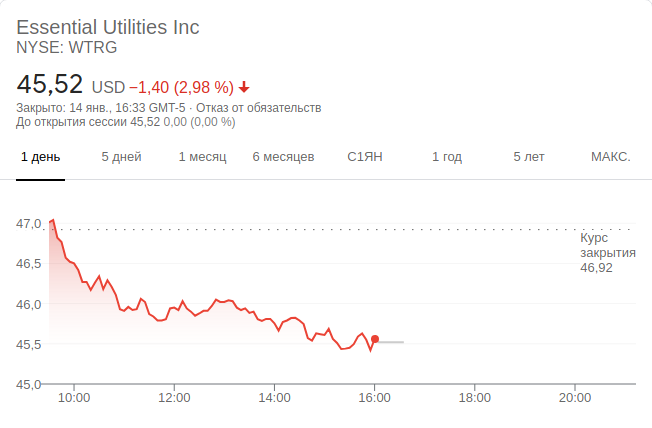 Essential Utilities Inc
NYSE: WTRG
45,52 USD −1,40 (2,98 %)
Закрыто: 14 янв., 16:33 GMT-5 · Отказ от обязательств
До открытия сессии 45,52 0,00 (0,00 %)
1 день 5 дней 1 месяц 6 месяцев С1ЯН 1 год 5 лет МАКС.
47,0
Курс
закрытия
46,92
46,5
46,0
45,5
45,0
10:00 12:00 14:00 16:00 18:00 20:00